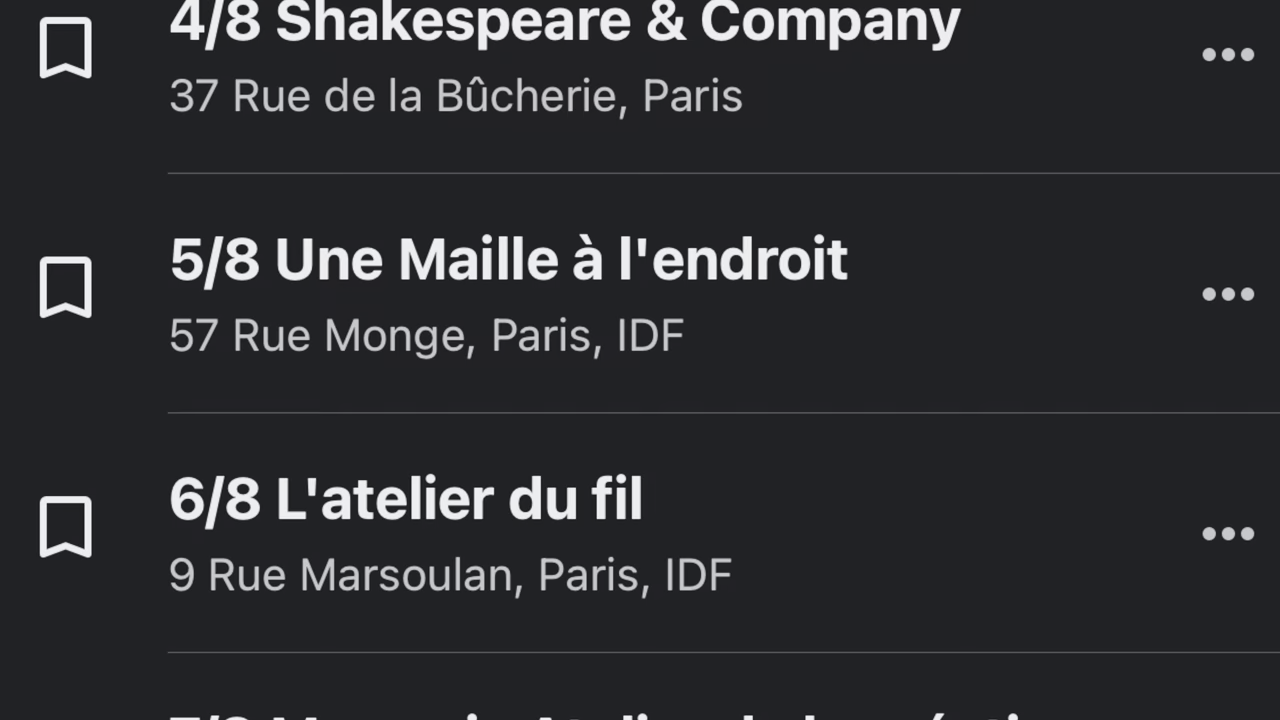 4/8 Shakespeare & Company
37 Rue de la Bûcherie, Paris
5/8 Une Maille à l'endroit
57 Rue Monge, Paris, IDF
6/8 L'atelier du fil
9 Rue Marsoulan, Paris, IDF